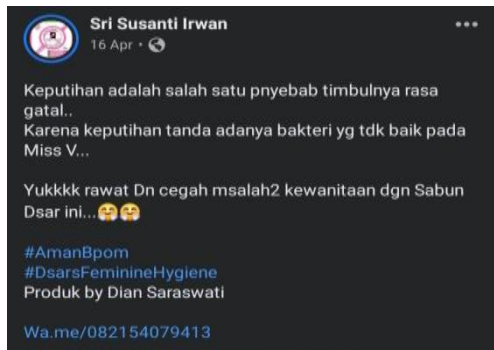 Sri Susanti Irwan
16 Apr ·
Keputihan adalah salah satu pnyebab timbulnya rasa
gatal..
Karena keputihan tanda adanya bakteri yg tdk baik pada
Miss V...
Yukkkk rawat Dn cegah msalah2 kewanitaan dgn Sabun
Dsar ini...🤗🤗
#AmanBpom
#DsarsFeminineHygiene
Produk by Dian Saraswati
Wa.me/082154079413